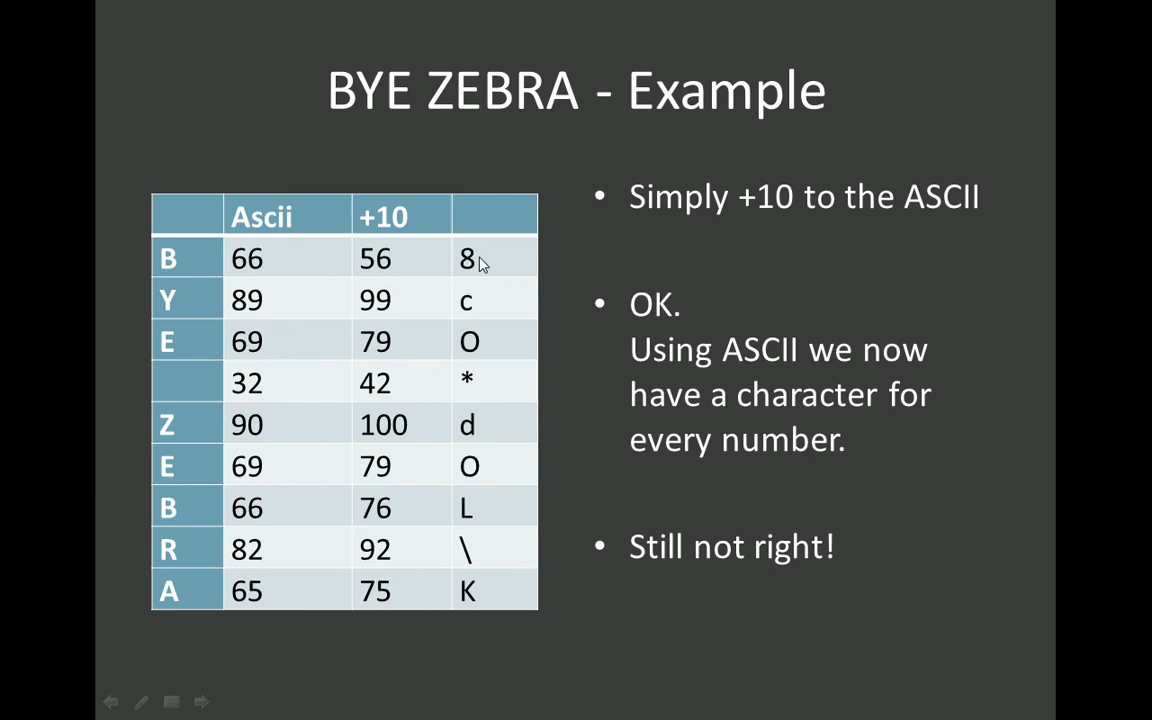 BYE ZEBRA - Example
Ascii +10
B 66 56 8
Y 89 99 c
E 69 79 O
32 42 *
Z 90 100 d
E 69 79 O
B 66 76 L
R 82 92 \
A 65 75 K
• Simply +10 to the ASCII
• OK.
Using ASCII we now
have a character for
every number.
• Still not right!